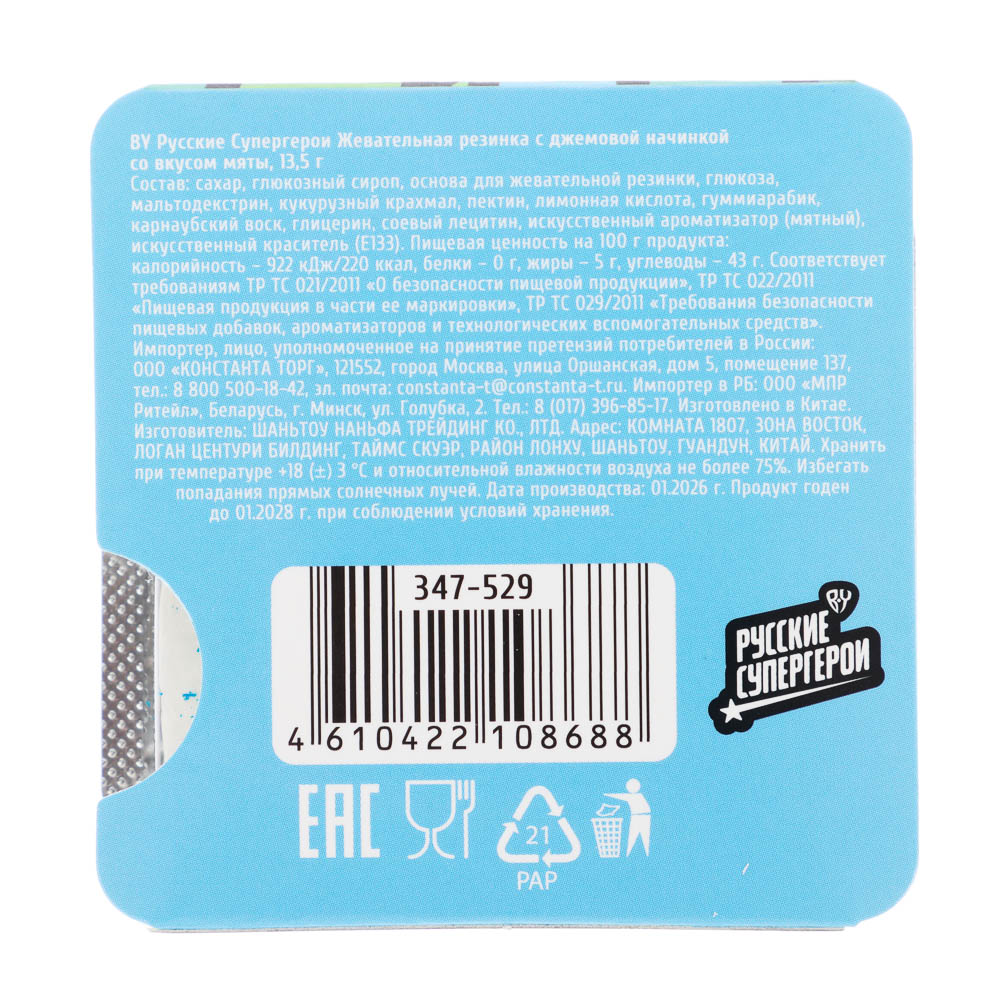 BY Русские Супергерои Жевательная резинка с джемовой начинкой
со вкусом мяты, 13,5 г
Состав: сахар, глюкозный сироп, основа для жевательной резинки, глюкоза,
мальтодекстрин, кукурузный крахмал, пектин, лимонная кислота, гуммиарабик,
карнаубский воск, глицерин, соевый лецитин, искусственный ароматизатор (мятный),
искусственный краситель (E133). Пищевая ценность на 100 г продукта:
калорийность – 922 кДж/220 ккал, белки – 0 г, жиры – 5 г, углеводы – 43 г. Соответствует
требованиям ТР ТС 021/2011 «О безопасности пищевой продукции», ТР ТС 022/2011
«Пищевая продукция в части ее маркировки», ТР ТС 029/2011 «Требования безопасности
пищевых добавок, ароматизаторов и технологических вспомогательных средств».
Импортер, лицо, уполномоченное на принятие претензий потребителей в России:
ООО «КОНСТАНТА ТОРГ», 121552, город Москва, улица Оршанская, дом 5, помещение 137,
тел.: 8 800 500-18-42, эл. почта: constanta-t@constanta-t.ru. Импортер в РБ: ООО «МПР
Ритейл», Беларусь, г. Минск, ул. Голубка, 2. Тел.: 8 (017) 396-85-17. Изготовлено в Китае.
Изготовитель: ШАНЬТОУ НАНЬФА ТРЕЙДИНГ КО., ЛТД. Адрес: КОМНАТА 1807, ЗОНА ВОСТОК,
ЛОГАН ЦЕНТУРИ БИЛДИНГ, ТАЙМС СКУЭР, РАЙОН ЛОНХУ, ШАНЬТОУ, ГУАНДУН, КИТАЙ. Хранить
при температуре +18 (±) 3 °C и относительной влажности воздуха не более 75%. Избегать
попадания прямых солнечных лучей. Дата производства: 01.2026 г. Продукт годен
до 01.2028 г. при соблюдении условий хранения.
347-529
4 610422 108688
BY
РУССКИЕ
СУПЕРГЕРОИ
EAC
21
PAP